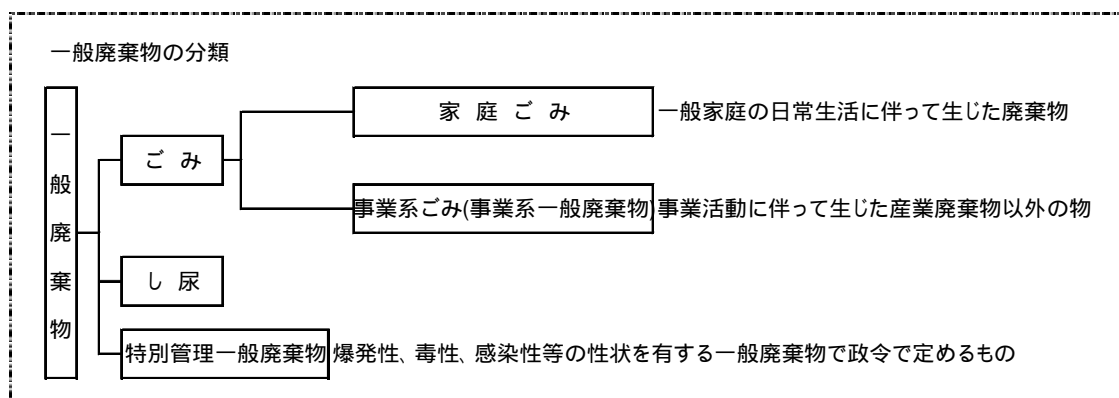 一般廃棄物の分類
一般廃棄物
家庭ごみ 一般家庭の日常生活に伴って生じた廃棄物
ごみ
事業系ごみ(事業系一般廃棄物) 事業活動に伴って生じた産業廃棄物以外の物
し尿
特別管理一般廃棄物 爆発性、毒性、感染性等の性状を有する一般廃棄物で政令で定めるもの